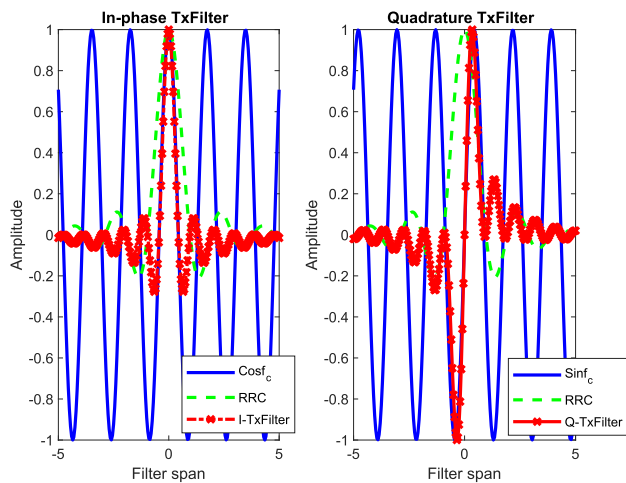 In-phase TxFilter
1
0.8
0.6
0.4
0.2
0
-0.2
-0.4
-0.6
-0.8
-1
Amplitude
-5
0
5
Filter span
Cosf_c
RRC
I-TxFilter
Quadrature TxFilter
1
0.8
0.6
0.4
0.2
0
-0.2
-0.4
-0.6
-0.8
-1
Amplitude
-5
0
5
Filter span
Sinf_c
RRC
Q-TxFilter